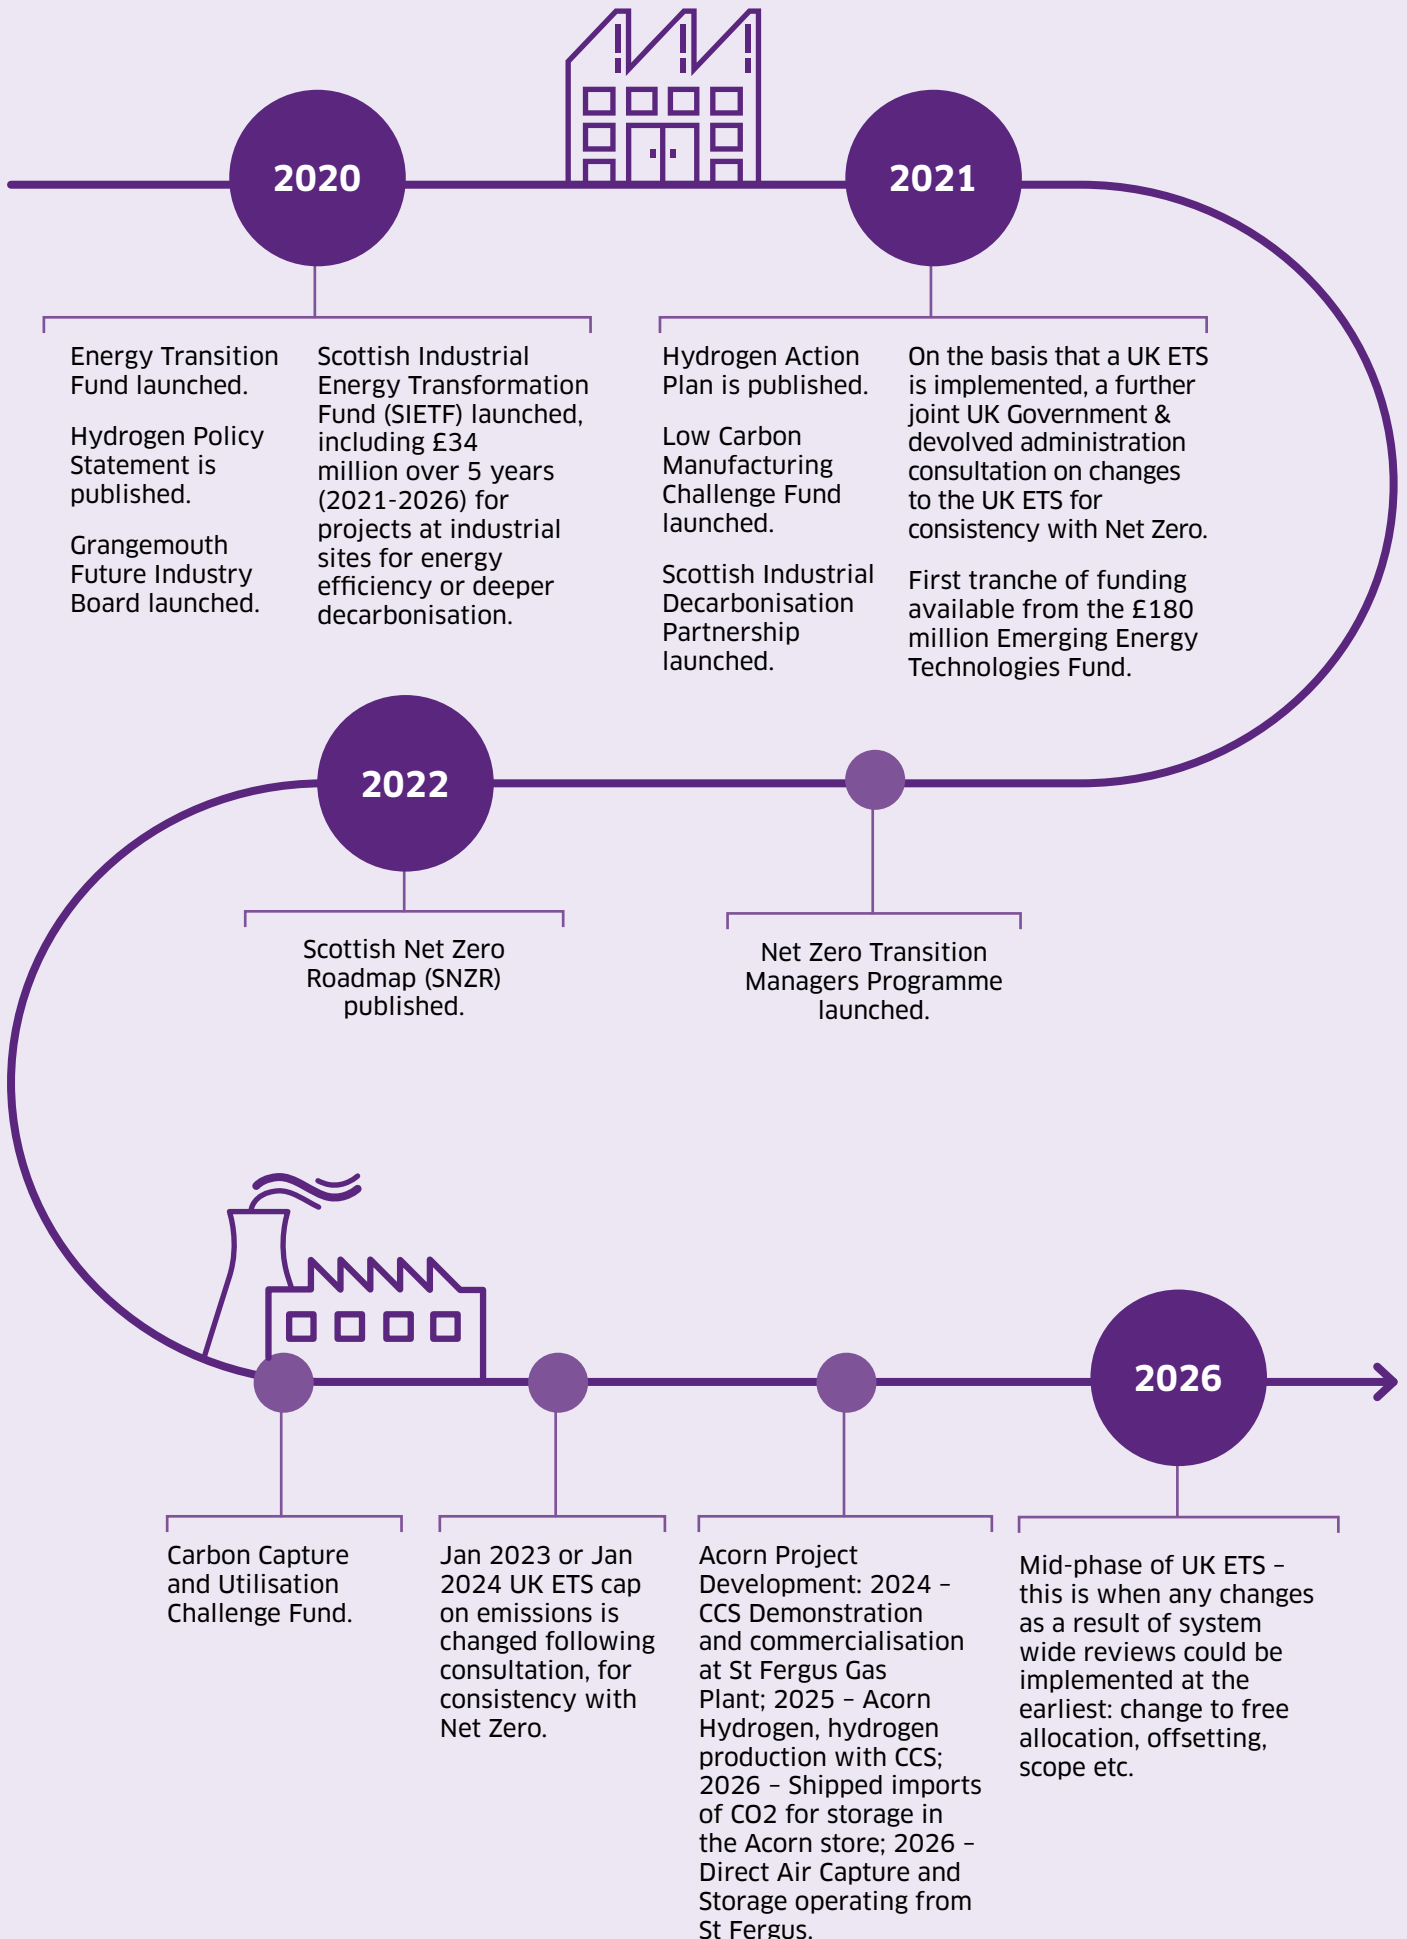 2020
Energy Transition
Fund launched.
Hydrogen Policy
Statement is
published.
Grangemouth
Future Industry
Board launched.
Scottish Industrial
Energy Transformation
Fund (SIETF) launched,
including £34
million over 5 years
(2021-2026) for
projects at industrial
sites for energy
efficiency or deeper
decarbonisation.
2021
Hydrogen Action
Plan is published.
Low Carbon
Manufacturing
Challenge Fund
launched.
Scottish Industrial
Decarbonisation
Partnership
launched.
On the basis that a UK ETS
is implemented, a further
joint UK Government &
devolved administration
consultation on changes
to the UK ETS for
consistency with Net Zero.
First tranche of funding
available from the £180
million Emerging Energy
Technologies Fund.
Net Zero Transition
Managers Programme
launched.
2022
Scottish Net Zero
Roadmap (SNZR)
published.
Carbon Capture
and Utilisation
Challenge Fund.
Jan 2023 or Jan
2024 UK ETS cap
on emissions is
changed following
consultation, for
consistency with
Net Zero.
Acorn Project
Development: 2024 –
CCS Demonstration
and commercialisation
at St Fergus Gas
Plant; 2025 – Acorn
Hydrogen, hydrogen
production with CCS;
2026 – Shipped imports
of CO2 for storage in
the Acorn store; 2026 –
Direct Air Capture and
Storage operating from
St Fergus.
2026
Mid-phase of UK ETS –
this is when any changes
as a result of system
wide reviews could be
implemented at the
earliest: change to free
allocation, offsetting,
scope etc.